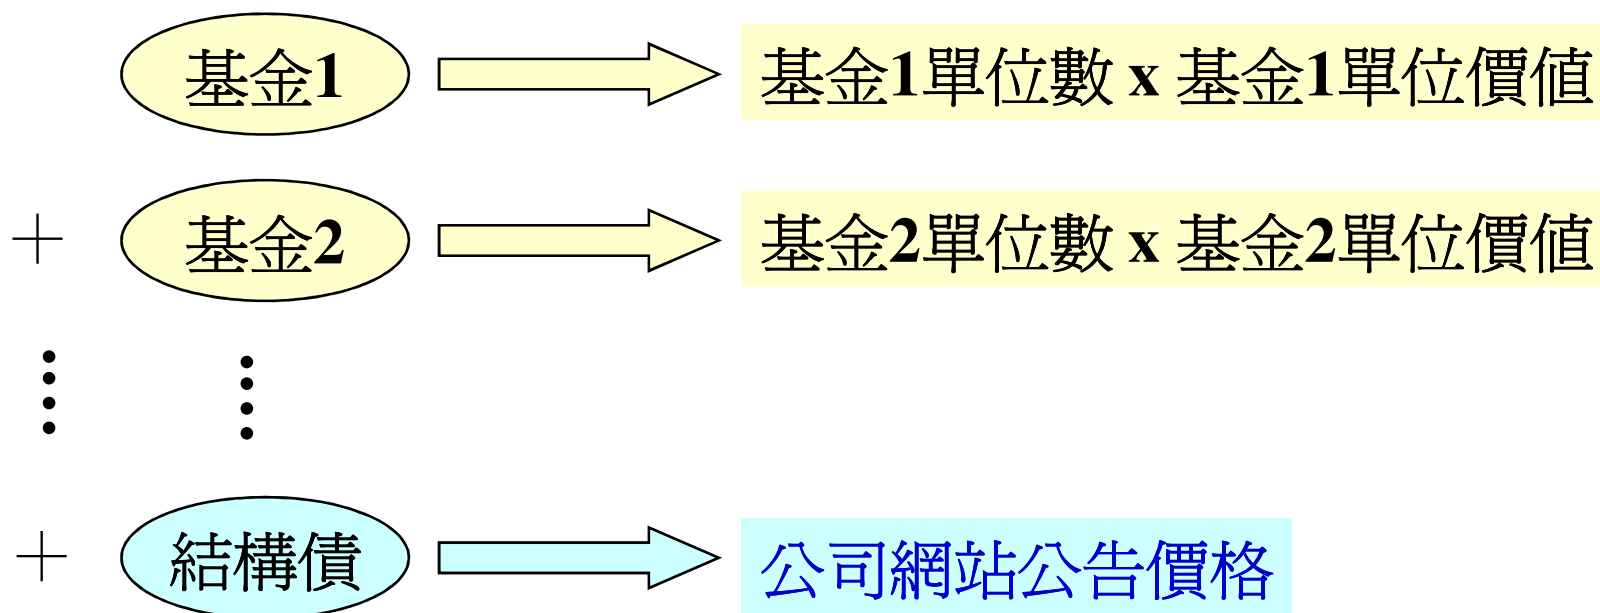 基金1 基金1單位數 x 基金1單位價值
+ 基金2 基金2單位數 x 基金2單位價值
+ 結構債 公司網站公告價格